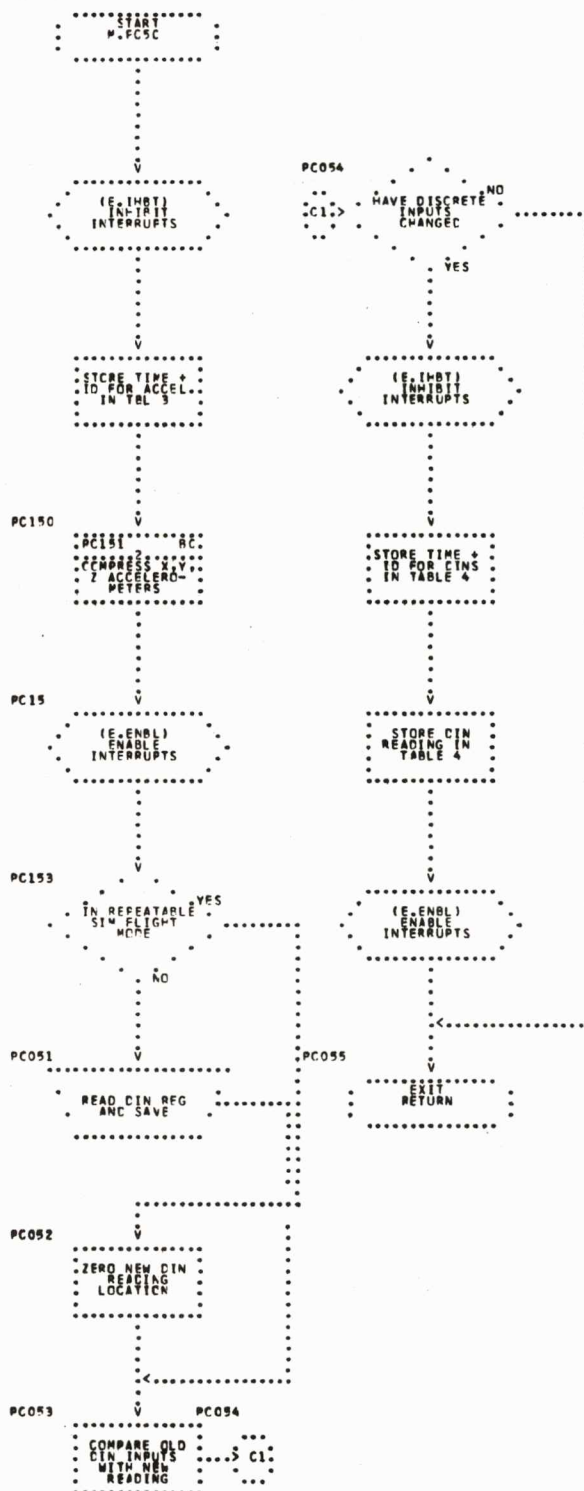 START
M.FC5C
(E.IHBT)
INHIBIT
INTERRUPTS
STORE TIME +
ID FOR ACCEL.
IN TBL 3
PC150
PC151 BC
2
COMPRESS X,Y,
Z ACCELERO-
METERS
PC15
(E.ENBL)
ENABLE
INTERRUPTS
PC153
IN REPEATABLE
SIM FLIGHT
MODE
YES
NO
PC051
READ DIN REG
AND SAVE
PC052
ZERO NEW DIN
READING
LOCATION
PC053
COMPARE OLD
DIN INPUTS
WITH NEW
READING
PC054
C1
PC054
C1
HAVE DISCRETE
INPUTS
CHANGED
NO
YES
(E.IHBT)
INHIBIT
INTERRUPTS
STORE TIME +
ID FOR DINS
IN TABLE 4
STORE DIN
READING IN
TABLE 4
(E.ENBL)
ENABLE
INTERRUPTS
PC055
EXIT
RETURN